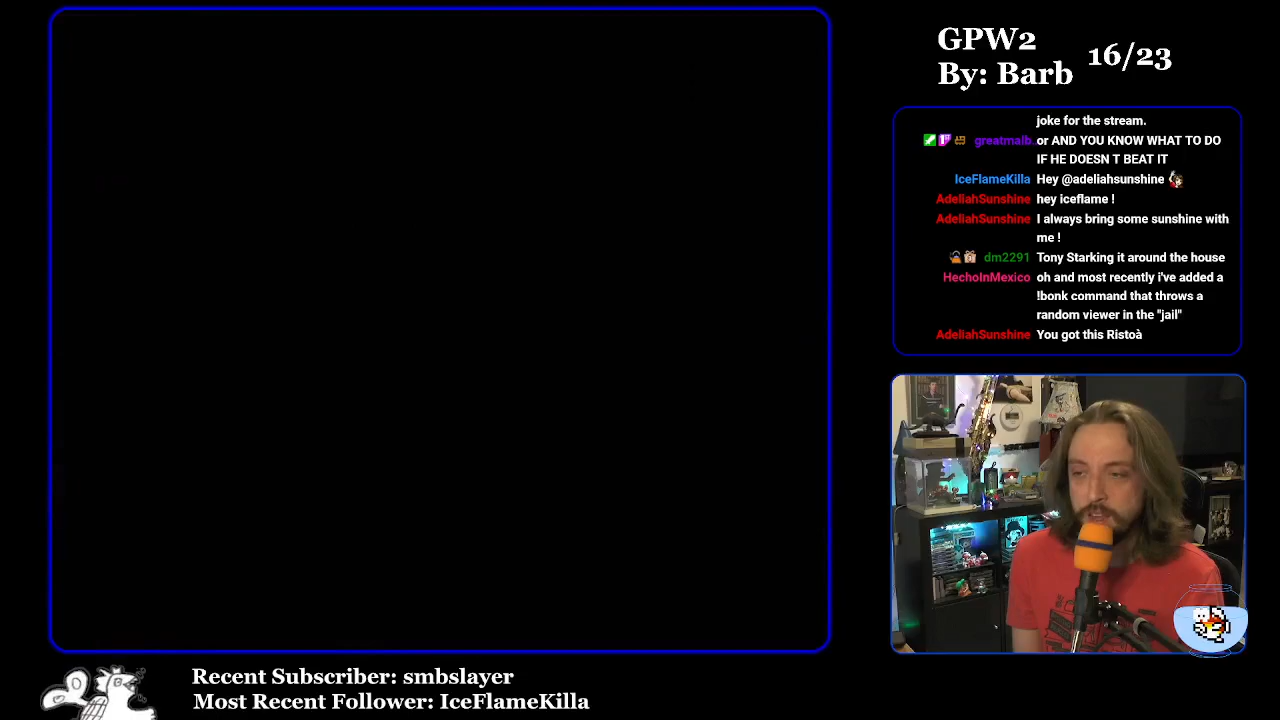 GPW2
By: Barb
16/23
joke for the stream.
greatmalb.. or AND YOU KNOW WHAT TO DO
IF HE DOESN T BEAT IT
IceFlameKilla Hey @adeliahsunshine
AdeliahSunshine hey iceflame !
AdeliahSunshine I always bring some sunshine with
me !
dm2291 Tony Starking it around the house
HechoInMexico oh and most recently i've added a
!bonk command that throws a
random viewer in the "jail"
AdeliahSunshine You got this Ristoà
Recent Subscriber: smbslayer
Most Recent Follower: IceFlameKilla